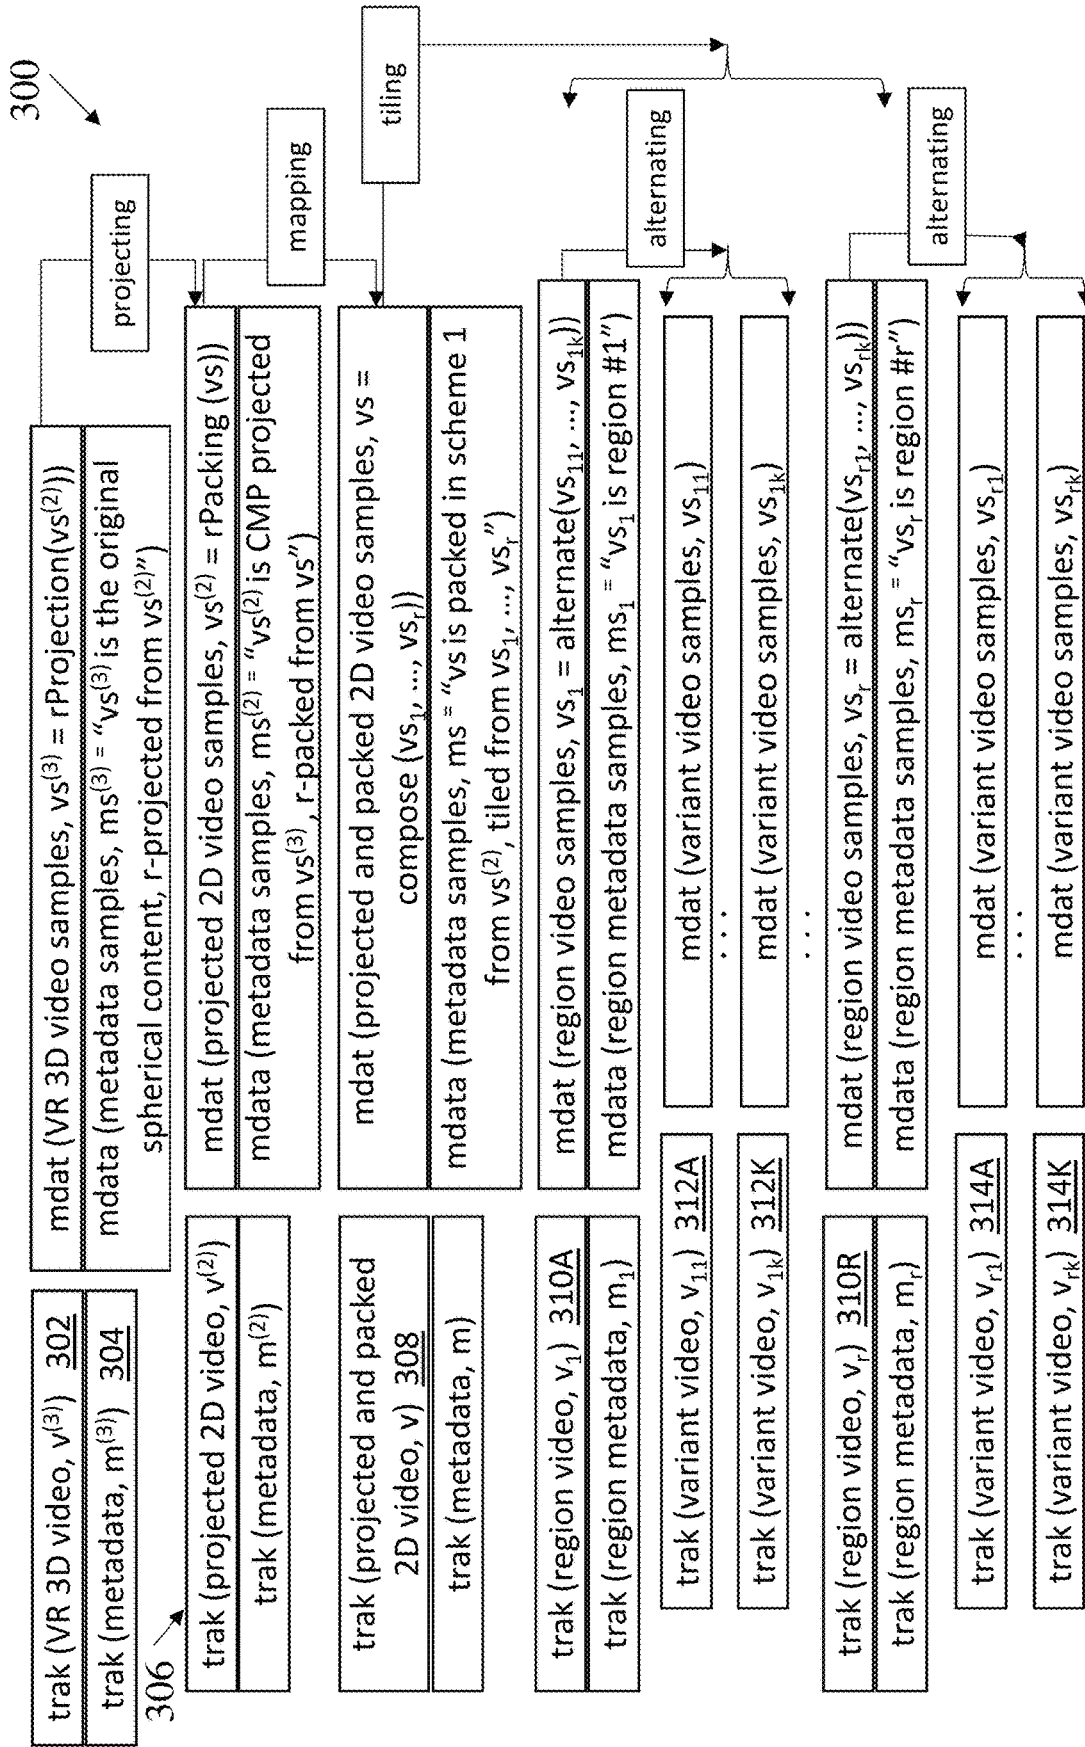 300
trak (VR 3D video, v(3)) 302
trak (metadata, m(3)) 304
mdat (VR 3D video samples, vs(3) = rProjection(vs(2)))
mdata (metadata samples, ms(3) = “vs(3) is the original
spherical content, r-projected from vs(2)”)
projecting
306
trak (projected 2D video, v(2))
trak (metadata, m(2))
mdat (projected 2D video samples, vs(2) = rPacking (vs))
mdata (metadata samples, ms(2) = “vs(2) is CMP projected
from vs(3), r-packed from vs”)
mapping
trak (projected and packed
2D video, v) 308
trak (metadata, m)
mdat (projected and packed 2D video samples, vs =
compose (vs1, ..., vsr))
mdata (metadata samples, ms = “vs is packed in scheme 1
from vs(2), tiled from vs1, ..., vsr”)
tiling
trak (region video, v1) 310A
trak (region metadata, m1)
mdat (region video samples, vs1 = alternate(vs11, ..., vs1k))
mdata (region metadata samples, ms1 = “vs1 is region #1”)
alternating
trak (variant video, v11) 312A
mdat (variant video samples, vs11)
. . .
trak (variant video, v1k) 312K
mdat (variant video samples, vs1k)
. . . .
trak (region video, vr) 310R
trak (region metadata, mr)
mdat (region video samples, vsr = alternate(vsr1, ..., vsrk))
mdata (region metadata samples, msr = “vsr is region #r”)
alternating
trak (variant video, vr1) 314A
mdat (variant video samples, vsr1)
. . .
trak (variant video, vrk) 314K
mdat (variant video samples, vsrk)